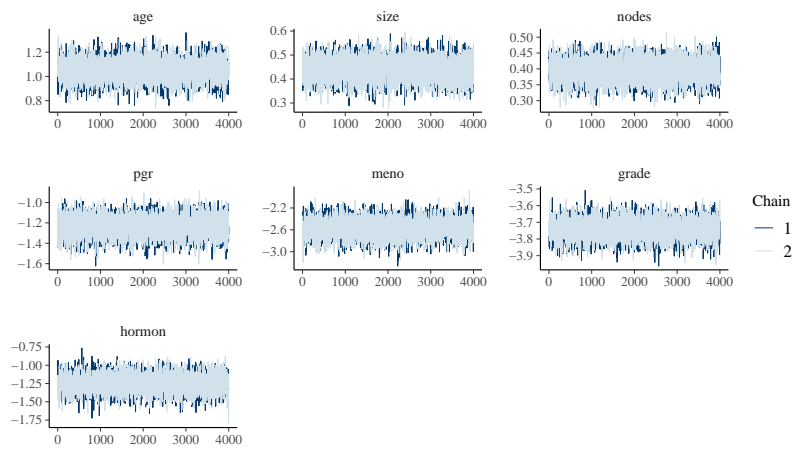 age
size
nodes
1.2
1.0
0.8
0 1000 2000 3000 4000
0.6
0.5
0.4
0.3
0 1000 2000 3000 4000
0.50
0.45
0.40
0.35
0.30
0 1000 2000 3000 4000
pgr
meno
grade
−1.0
−1.2
−1.4
−1.6
0 1000 2000 3000 4000
−2.2
−2.6
−3.0
0 1000 2000 3000 4000
−3.5
−3.6
−3.7
−3.8
−3.9
0 1000 2000 3000 4000
Chain
1
2
hormon
−0.75
−1.00
−1.25
−1.50
−1.75
0 1000 2000 3000 4000